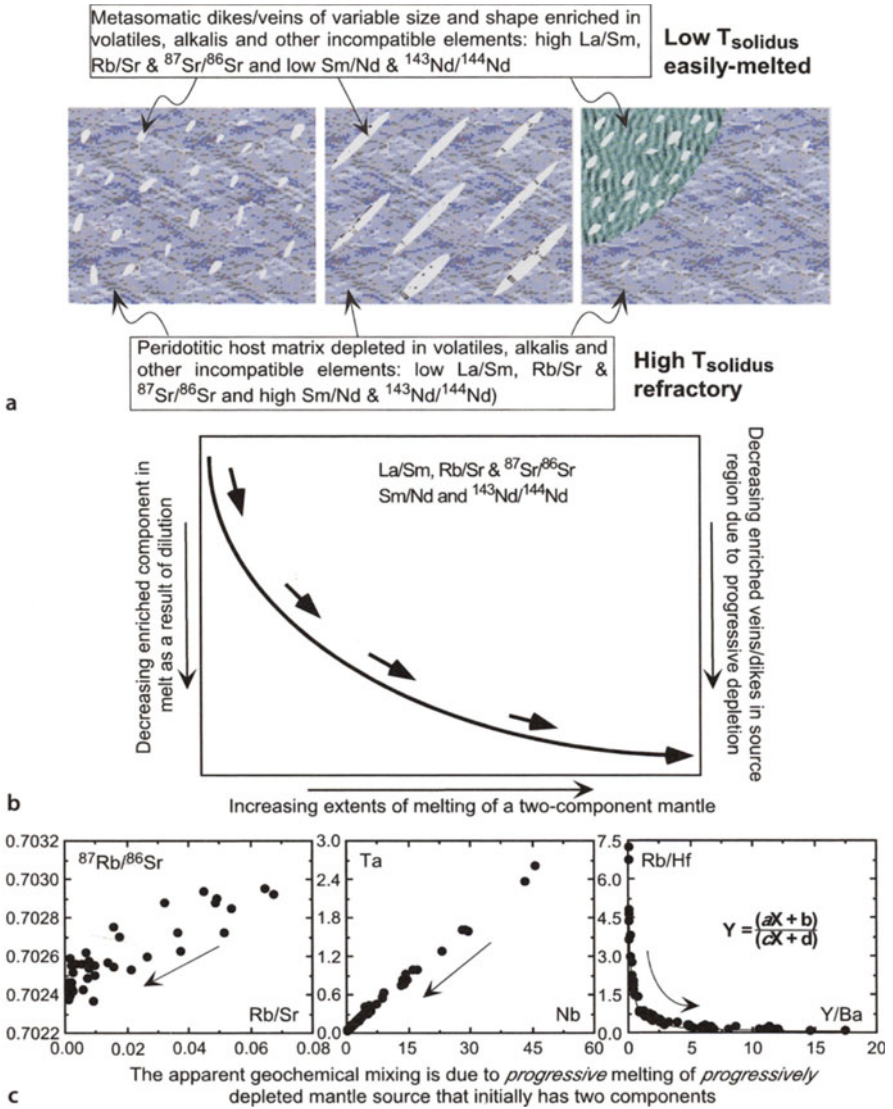 Metasomatic dikes/veins of variable size and shape enriched in
volatiles, alkalis and other incompatible elements: high La/Sm,
Rb/Sr & ⁸⁷Sr/⁸⁶Sr and low Sm/Nd & ¹⁴³Nd/¹⁴⁴Nd
Low Tsolidus
easily-melted
Peridotitic host matrix depleted in volatiles, alkalis and
other incompatible elements: low La/Sm, Rb/Sr &
⁸⁷Sr/⁸⁶Sr and high Sm/Nd & ¹⁴³Nd/¹⁴⁴Nd)
High Tsolidus
refractory
a
Decreasing enriched component in
melt as a result of dilution
La/Sm, Rb/Sr & ⁸⁷Sr/⁸⁶Sr
Sm/Nd and ¹⁴³Nd/¹⁴⁴Nd
Decreasing enriched veins/dikes in source
region due to progressive depletion
Increasing extents of melting of a two-component mantle
b
0.7032
0.7030
0.7028
0.7026
0.7024
0.7022
⁸⁷Rb/⁸⁶Sr
Rb/Sr
0.00 0.02 0.04 0.06 0.08
3.0
2.4
1.8
1.2
0.6
0.0
Ta
Nb
0 15 30 45 60
7.5
6.0
4.5
3.0
1.5
0.0
Rb/Hf
Y = (aX + b)
(cX + d)
Y/Ba
0 5 10 15 20
The apparent geochemical mixing is due to progressive melting of progressively
depleted mantle source that initially has two components
c